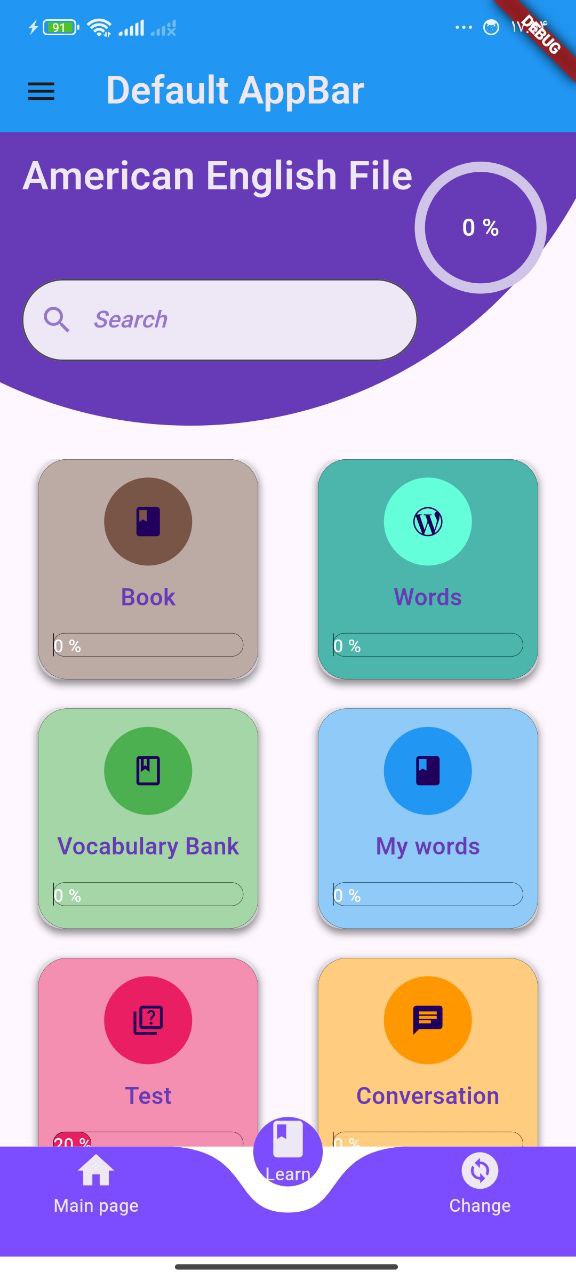 91
DEBUG
Default AppBar
American English File
0 %
Search
Book
Words
0 %
0 %
Vocabulary Bank
My words
0 %
0 %
Test
Conversation
20 %
0 %
Learn
Main page
Change